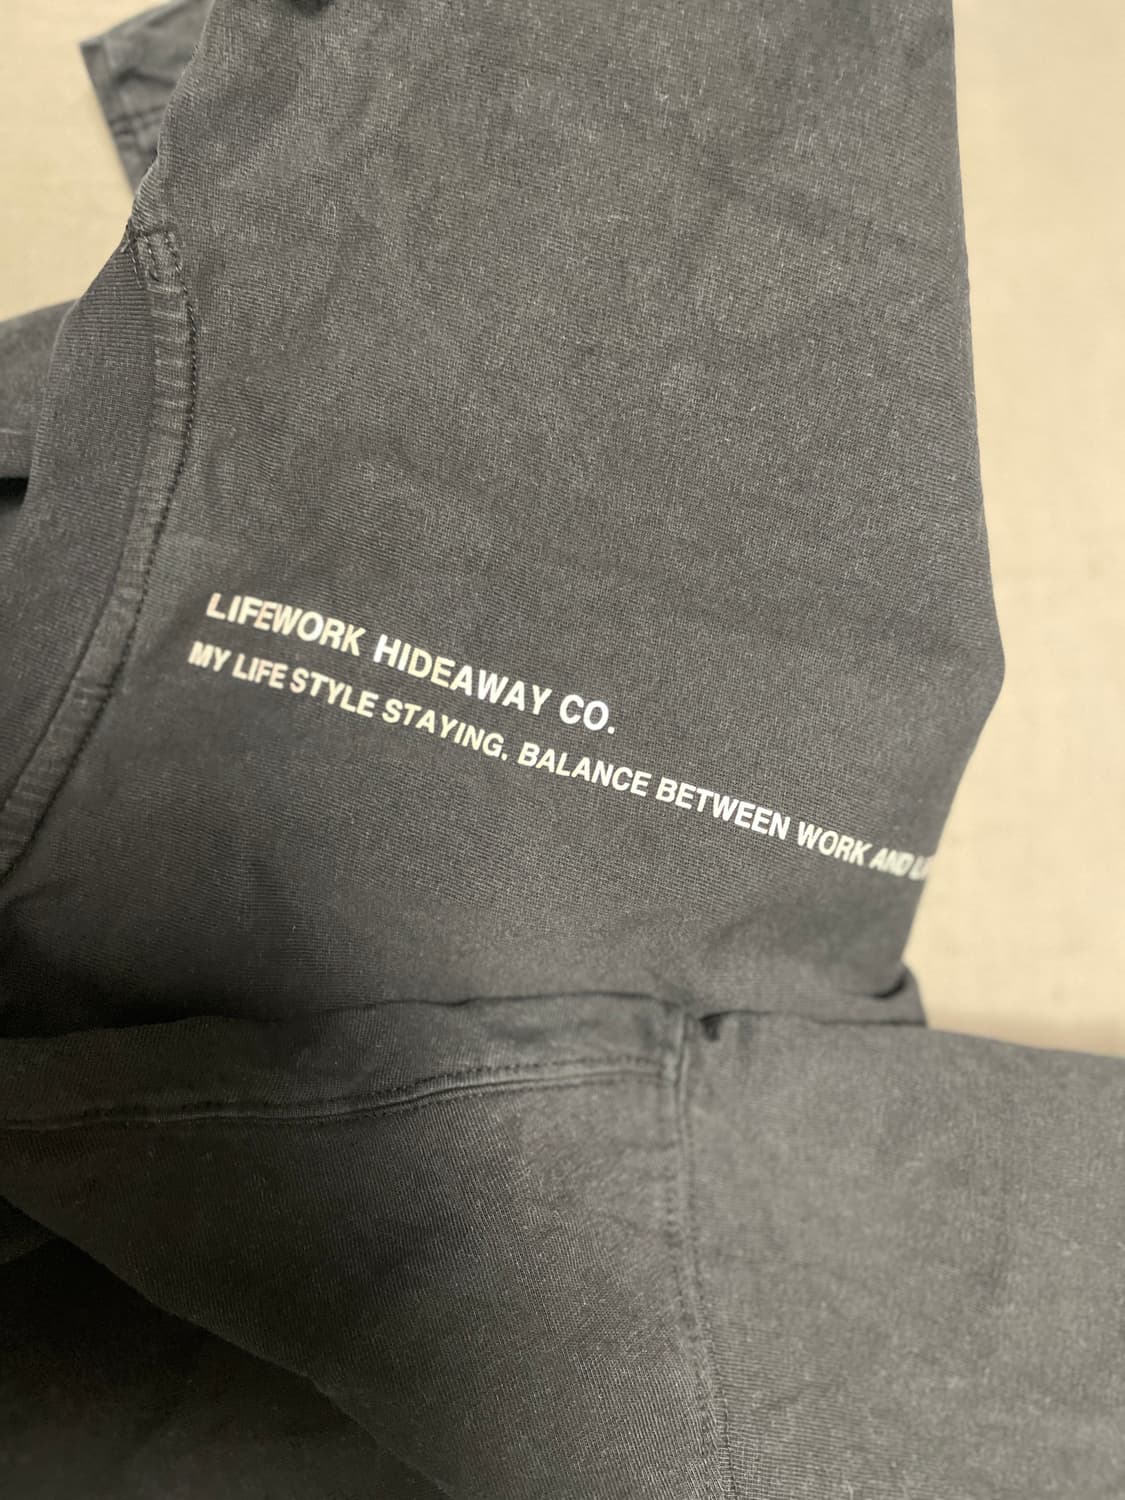 LIFEWORK HIDEAWAY CO.
MY LIFE STYLE STAYING, BALANCE BETWEEN WORK AND